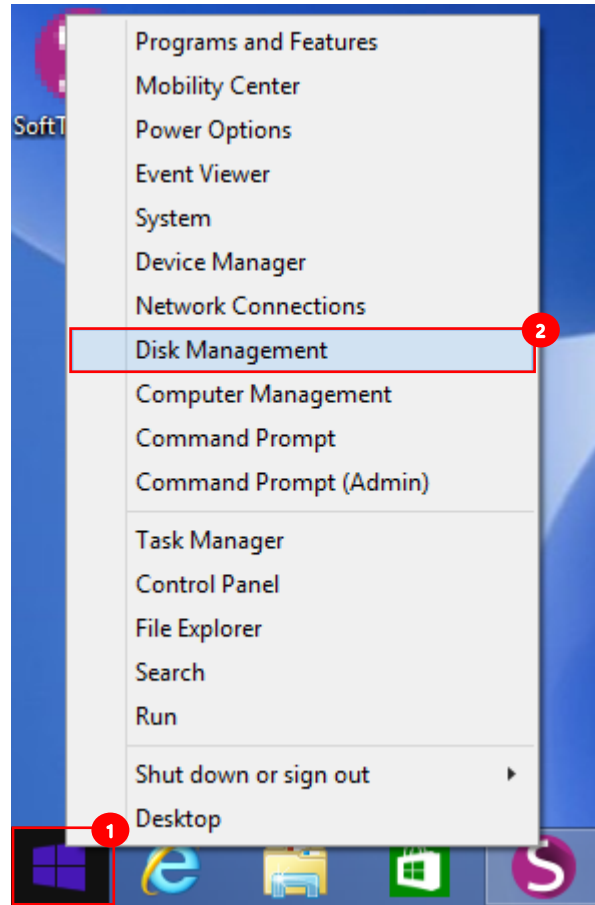 Programs and Features
Mobility Center
SoftT
Power Options
Event Viewer
System
Device Manager
Network Connections
2
Disk Management
Computer Management
Command Prompt
Command Prompt (Admin)
Task Manager
Control Panel
File Explorer
Search
Run
Shut down or sign out
Desktop
1
S